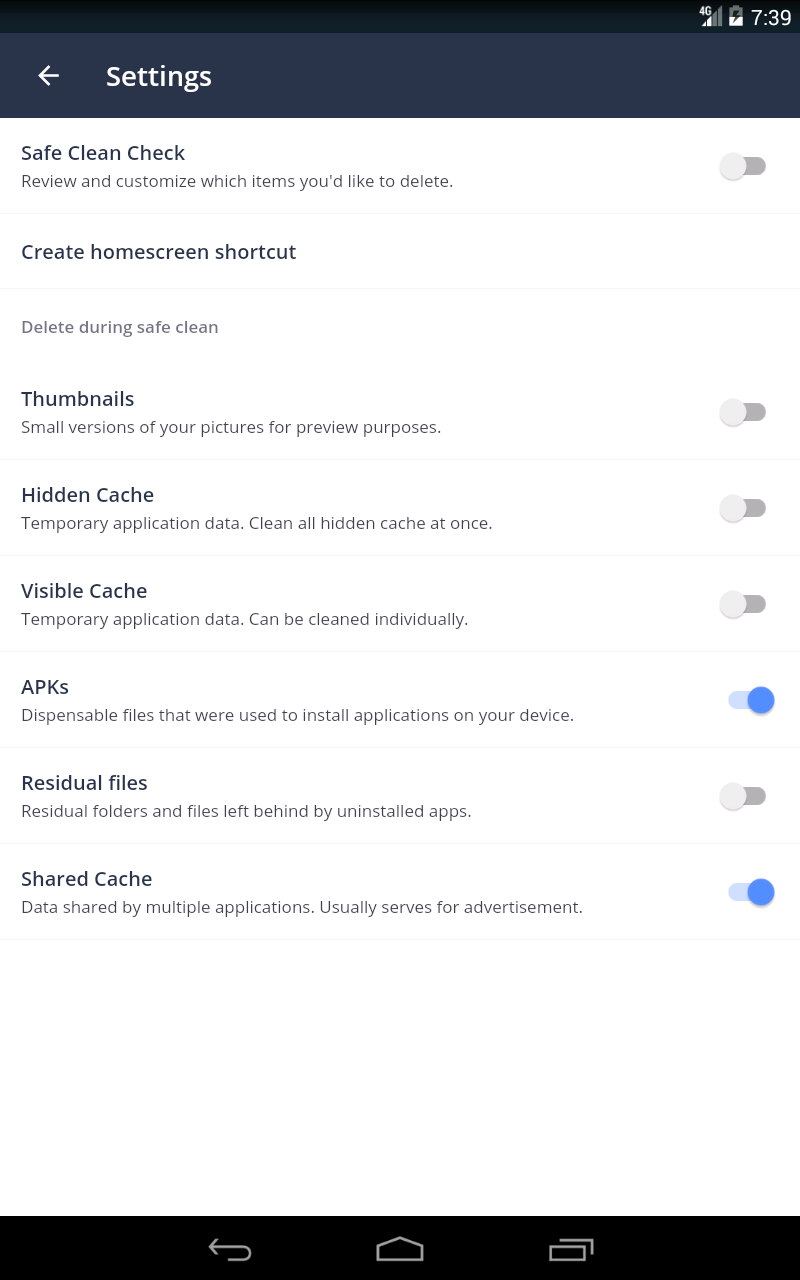 4G 7:39
Settings
Safe Clean Check
Review and customize which items you'd like to delete.
Create homescreen shortcut
Delete during safe clean
Thumbnails
Small versions of your pictures for preview purposes.
Hidden Cache
Temporary application data. Clean all hidden cache at once.
Visible Cache
Temporary application data. Can be cleaned individually.
APKs
Dispensable files that were used to install applications on your device.
Residual files
Residual folders and files left behind by uninstalled apps.
Shared Cache
Data shared by multiple applications. Usually serves for advertisement.